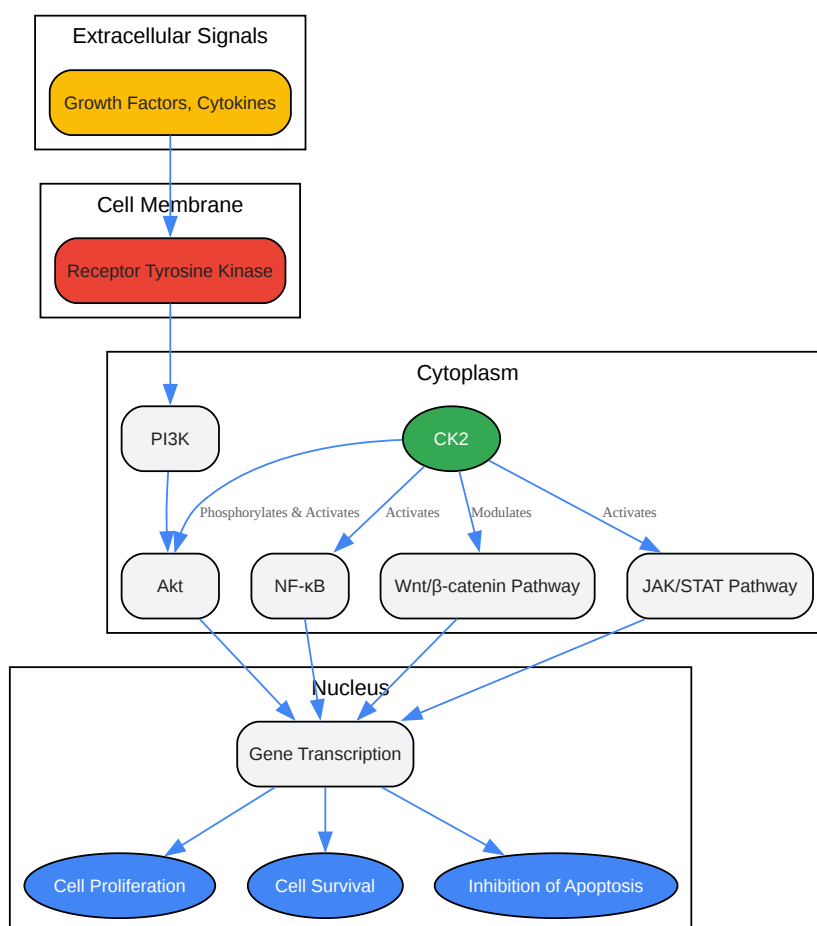 Extracellular Signals
Growth Factors, Cytokines
Cell Membrane
Receptor Tyrosine Kinase
Cytoplasm
PI3K
CK2
Phosphorylates & Activates
Activates
Modulates
Activates
Akt
NF-κB
Wnt/β-catenin Pathway
JAK/STAT Pathway
Nucleus
Gene Transcription
Cell Proliferation
Cell Survival
Inhibition of Apoptosis